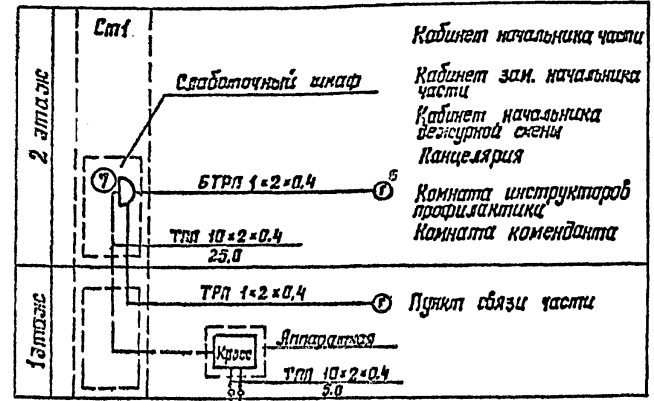 Ст1.
Кабинет начальника части
Слаботочный шкаф
Кабинет зам. начальника
части
Кабинет начальника
дежурной смены
Канцелярия
2 этаж
7
БТРП 1×2×0,4
6
Комната инструкторов
профилактики
Комната коменданта
ТПП 10×2×0,4
25,0
1 этаж
ТРП 1×2×0,4
Пункт связи части
Аппаратная
Кросс
ТПП 10×2×0,4
5.0